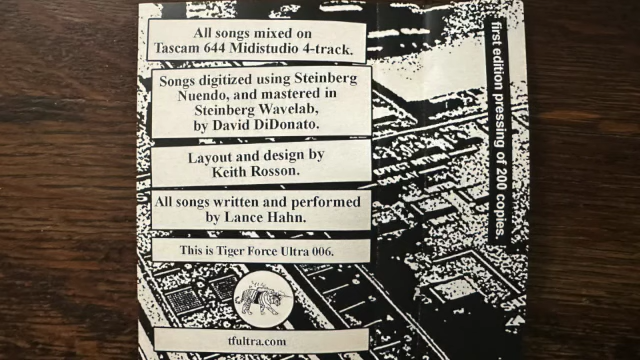 All songs mixed on
Tascam 644 Midistudio 4-track.
Songs digitized using Steinberg
Nuendo, and mastered in
Steinberg Wavelab,
by David DiDonato.
Layout and design by
Keith Rosson.
All songs written and performed
by Lance Hahn.
This is Tiger Force Ultra 006.
tfultra.com
first edition pressing of 200 copies.